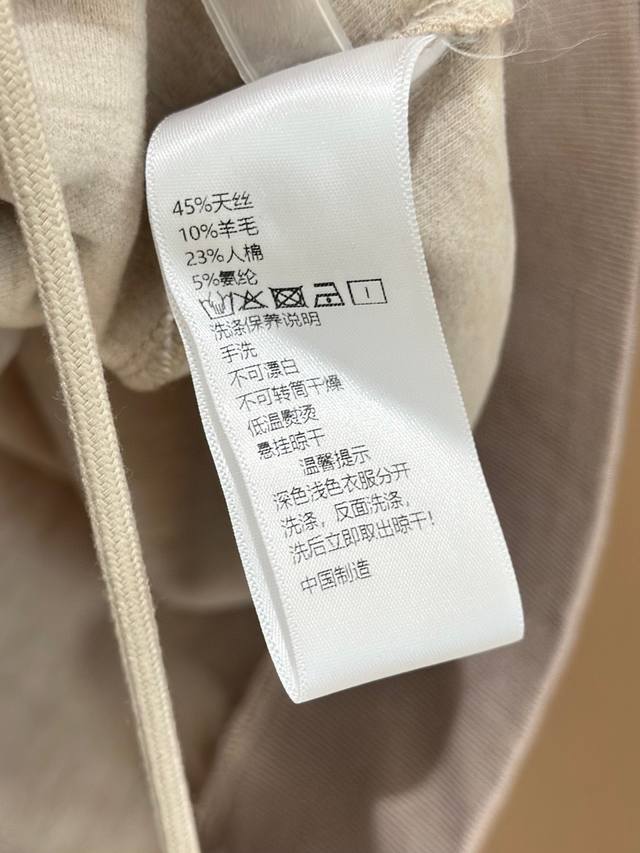 45%天丝
10%羊毛
23%人棉
5%氨纶
洗涤保养说明
手洗
不可漂白
不可转筒干燥
低温熨烫
悬挂晾干
温馨提示
深色浅色衣服分开
洗涤，反面洗涤，
洗后立即取出晾干！
中国制造